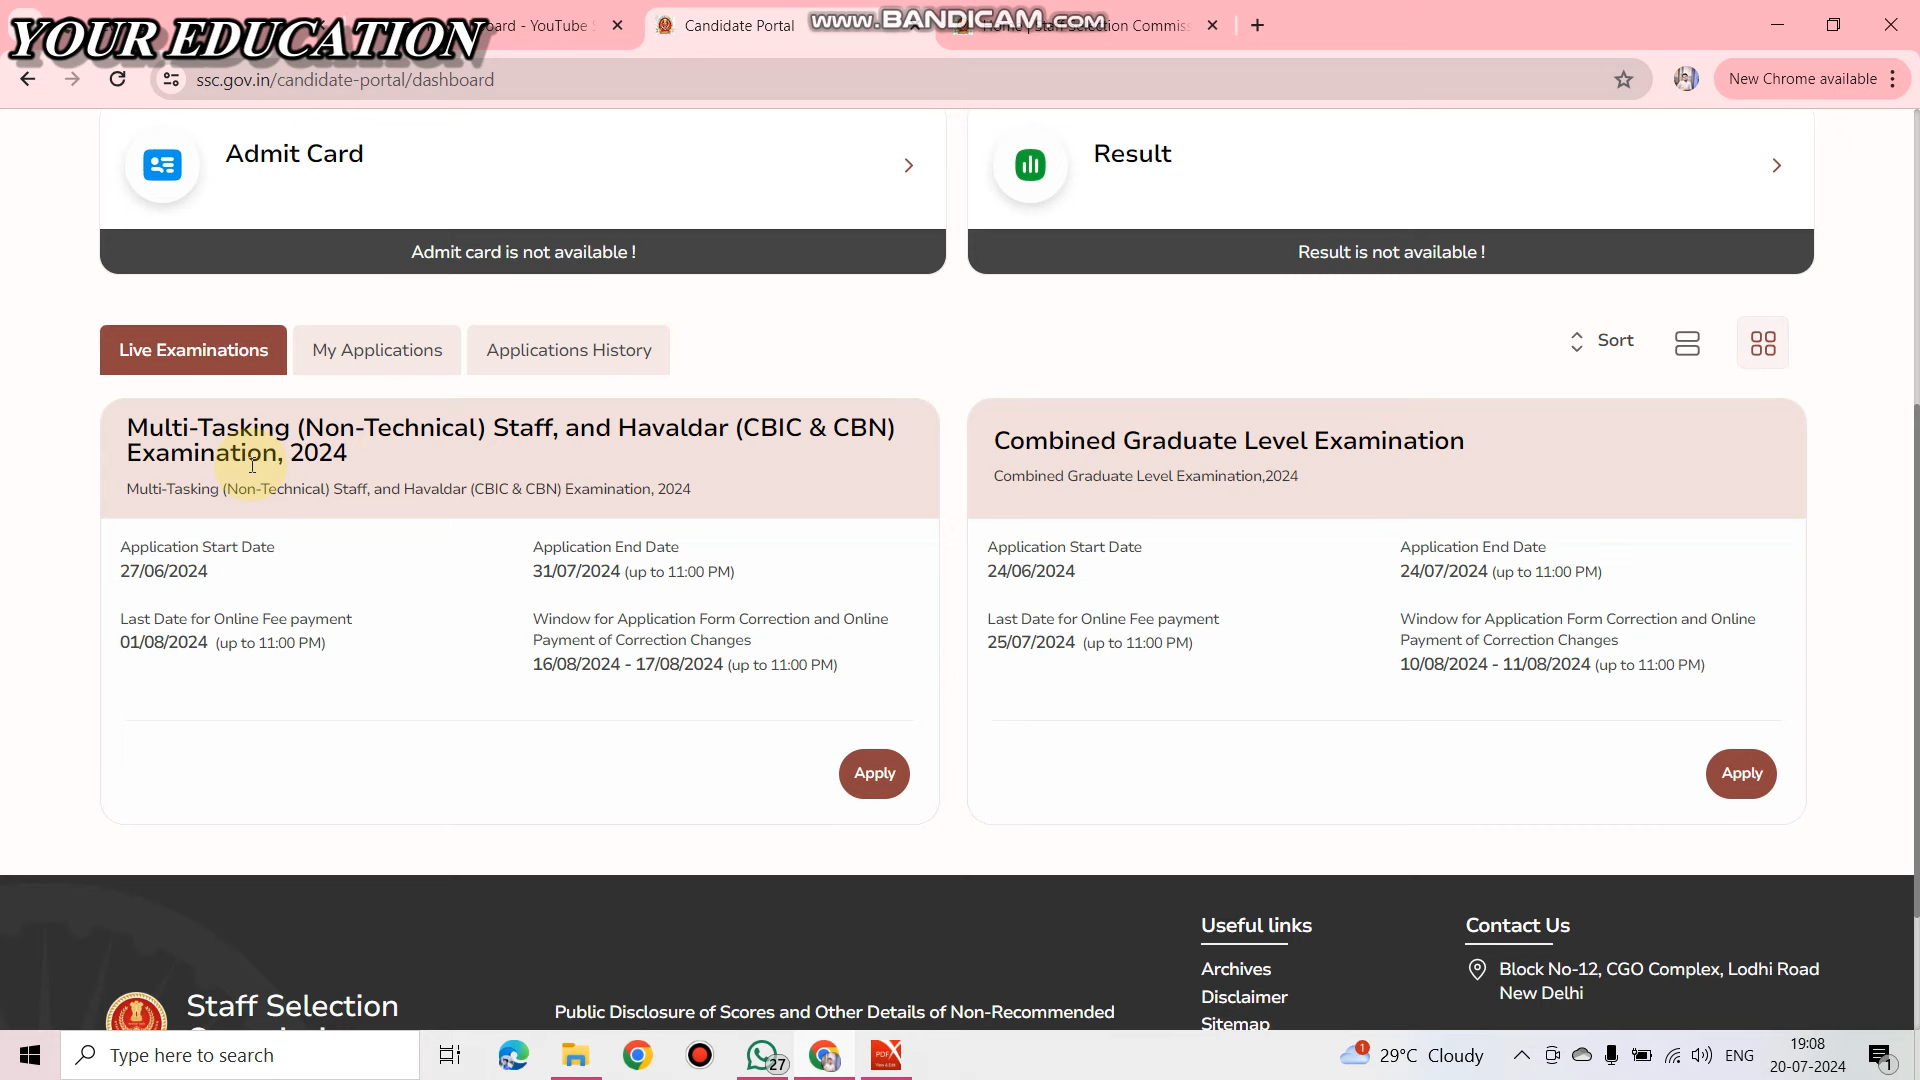 YOUR EDUCATION
board - YouTube
Candidate Portal
www.BANDICAM.com
Home | Staff Selection Commiss
ssc.gov.in/candidate-portal/dashboard
New Chrome available
Admit Card
Result
Admit card is not available !
Result is not available !
Live Examinations
My Applications
Applications History
Sort
Multi-Tasking (Non-Technical) Staff, and Havaldar (CBIC & CBN)
Examination, 2024
Multi-Tasking (Non-Technical) Staff, and Havaldar (CBIC & CBN) Examination, 2024
Application Start Date
27/06/2024
Application End Date
31/07/2024 (up to 11:00 PM)
Last Date for Online Fee payment
01/08/2024 (up to 11:00 PM)
Window for Application Form Correction and Online
Payment of Correction Changes
16/08/2024 - 17/08/2024 (up to 11:00 PM)
Apply
Combined Graduate Level Examination
Combined Graduate Level Examination,2024
Application Start Date
24/06/2024
Application End Date
24/07/2024 (up to 11:00 PM)
Last Date for Online Fee payment
25/07/2024 (up to 11:00 PM)
Window for Application Form Correction and Online
Payment of Correction Changes
10/08/2024 - 11/08/2024 (up to 11:00 PM)
Apply
Staff Selection
Public Disclosure of Scores and Other Details of Non-Recommended
Useful links
Archives
Disclaimer
Sitemap
Contact Us
Block No-12, CGO Complex, Lodhi Road
New Delhi
Type here to search
27
PDF
1
29°C Cloudy
ENG
19:08
20-07-2024
1